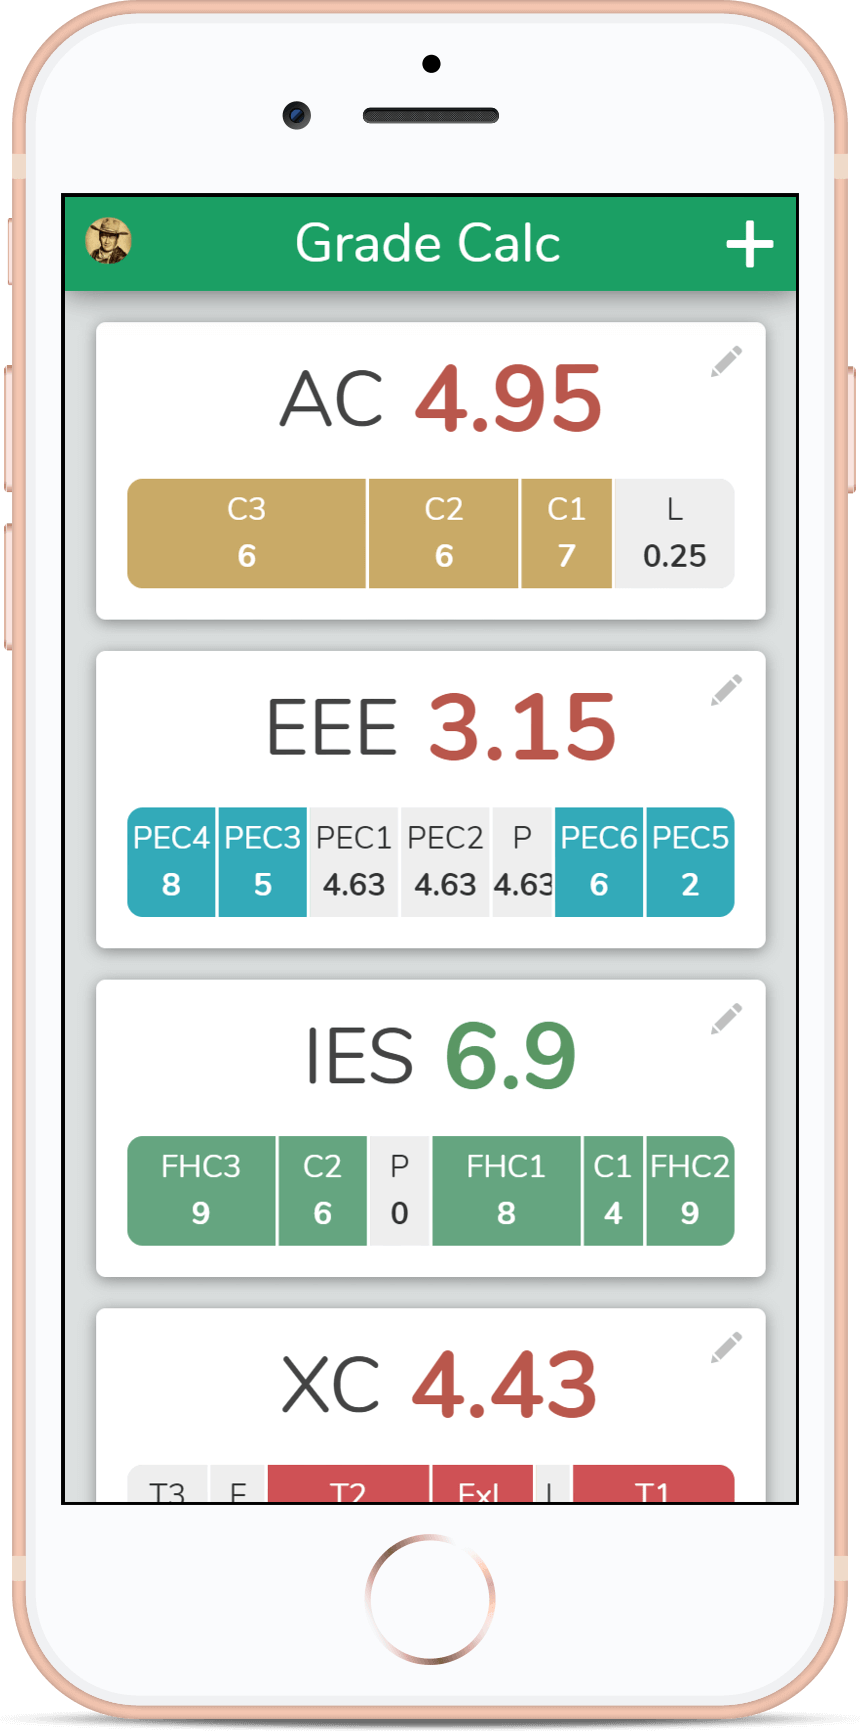 Grade Calc
AC 4.95
C3 C2 C1 L
6 6 7 0.25
EEE 3.15
PEC4 PEC3 PEC1 PEC2 P PEC6 PEC5
8 5 4.63 4.63 4.63 6 2
IES 6.9
FHC3 C2 P FHC1 C1 FHC2
9 6 0 8 4 9
XC 4.43
T3 T2 ExL L T1